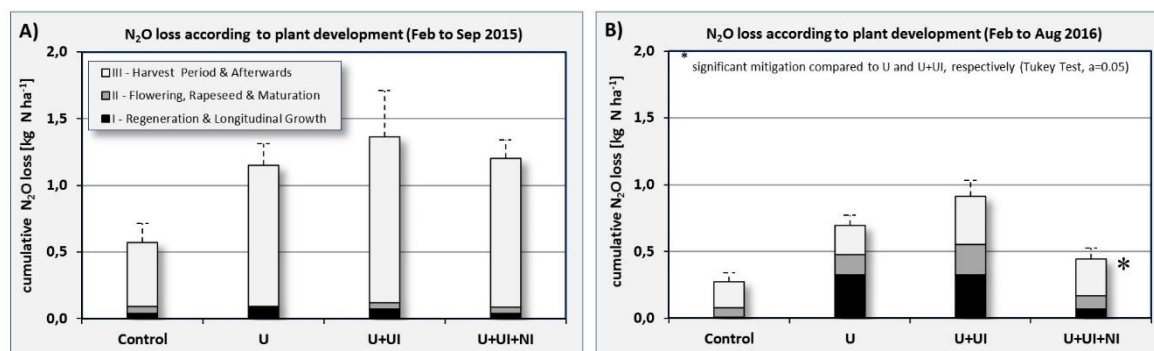 A)
N₂O loss according to plant development (Feb to Sep 2015)
cumulative N₂O loss [kg N ha⁻¹]
2,0
1,5
1,0
0,5
0,0
III - Harvest Period & Afterwards
II - Flowering, Rapeseed & Maturation
I - Regeneration & Longitudinal Growth
Control U U+UI U+UI+NI
B)
N₂O loss according to plant development (Feb to Aug 2016)
* significant mitigation compared to U and U+UI, respectively (Tukey Test, a=0.05)
cumulative N₂O loss [kg N ha⁻¹]
2,0
1,5
1,0
0,5
0,0
*
Control U U+UI U+UI+NI